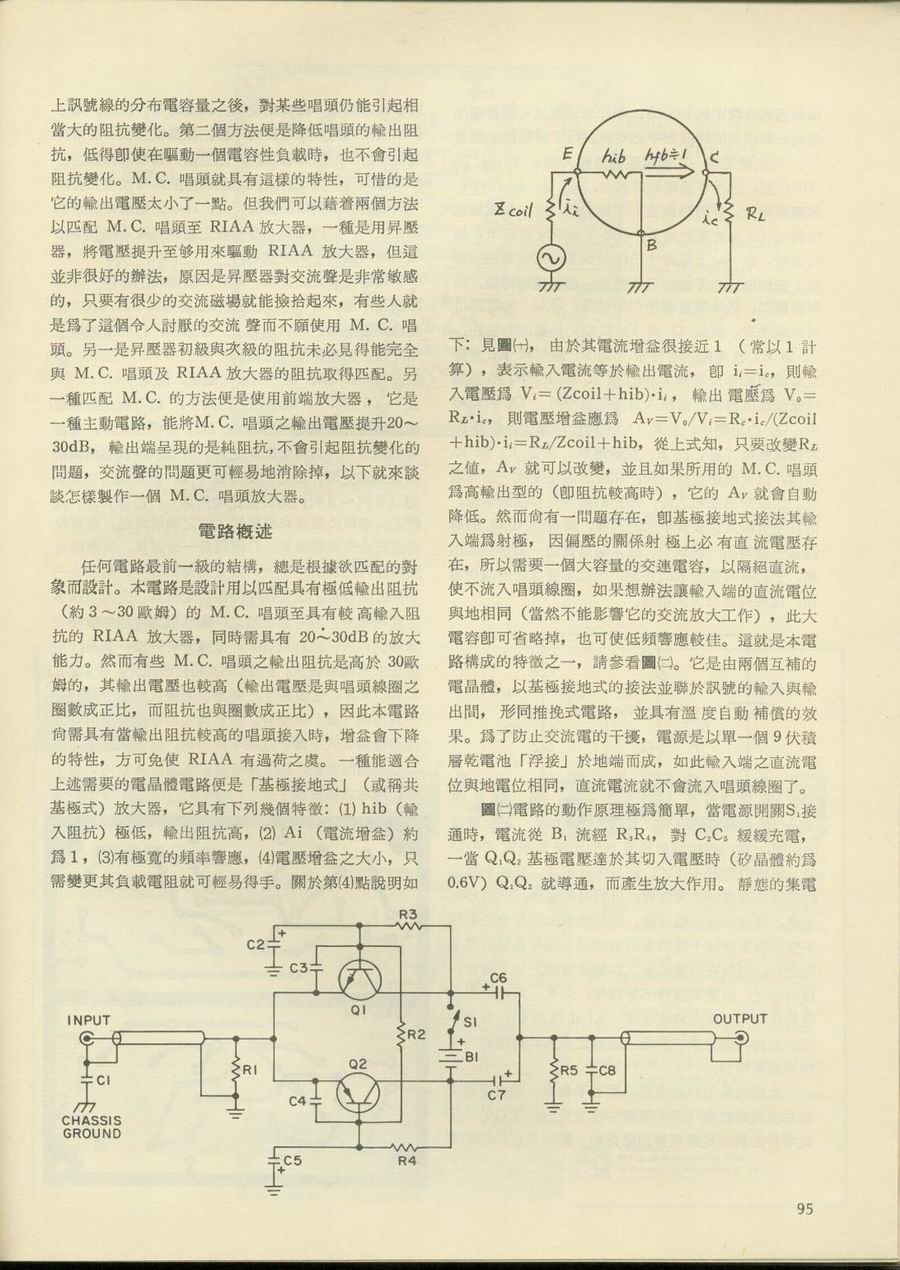 上訊號線的分布電容量之後，對某些唱頭仍能引起相
當大的阻抗變化。第二個方法便是降低唱頭的輸出阻
抗，低得卽使在驅動一個電容性負載時，也不會引起
阻抗變化。M.C. 唱頭就具有這樣的特性，可惜的是
它的輸出電壓太小了一點。但我們可以藉着兩個方法
以匹配 M.C. 唱頭至 RIAA 放大器，一種是用昇壓
器，將電壓提升至够用來驅動 RIAA 放大器，但這
並非很好的辦法，原因是昇壓器對交流聲是非常敏感
的，只要有很少的交流磁場就能撿拾起來，有些人就
是爲了這個令人討厭的交流 聲而不願使用 M. C. 唱
頭。另一是昇壓器初級與次級的阻抗未必見得能完全
與 M.C. 唱頭及 RIAA 放大器的阻抗取得匹配。另
一種匹配 M.C. 的方法便是使用前端放大器，它是
一種主動電路，能將M.C. 唱頭之輸出電壓提升20～
30dB，輸出端呈現的是純阻抗，不會引起阻抗變化的
問題，交流聲的問題更可輕易地消除掉，以下就來談
談怎樣製作一個 M.C. 唱頭放大器。
電路概述
任何電路最前一級的結構，總是根據欲匹配的對
象而設計。本電路是設計用以匹配具有極低輸出阻抗
（約 3 ～30 歐姆）的 M.C. 唱頭至具有較 高輸入阻
抗的 RIAA 放大器，同時需具有 20～30dB 的放大
能力。然而有些 M.C. 唱頭之輸出阻抗是高於 30歐
姆的，其輸出電壓也較高（輸出電壓是與唱頭線圈之
圈數成正比，而阻抗也與圈數成正比），因此本電路
尙需具有當輸出阻抗較高的唱頭接入時，增益會下降
的特性，方可免使 RIAA 有過荷之虞。 一種能適合
上述需要的電晶體電路便是「基極接地式」（或稱共
基極式）放大器，它具有下列幾個特徵：(1) hib（輸
入阻抗）極低，輸出阻抗高，(2) Ai （電流增益）約
爲 1，(3)有極寬的頻率響應，(4)電壓增益之大小，只
需變更其負載電阻就可輕易得手。關於第(4)點說明如
E
hib
hfb≒1
C
Z coil
ii
ic
RL
B
下：見圖㈩，由於其電流增益很接近 1 （常以 1 計
算），表示輸入電流等於輸出電流，卽 ii=ic，則輸
入電壓爲 Vi= (Zcoil+hib)·ii， 輸出 電壓爲 Vo=
RL·ic， 則電壓增益應爲 AV=Vo/Vi=Rc·ic/(Zcoil
+hib)·ii=RL/Zcoil+hib，從上式知，只要改變RL
之値，AV 就可以改變，並且如果所用的 M.C. 唱頭
爲高輸出型的（卽阻抗較高時），它的 AV 就會自動
降低。然而尙有一問題存在，卽基極接地式接法其輸
入端爲射極， 因偏壓的關係射 極上必 有直 流電壓存
在，所以需要一個大容量的交連電容，以隔絕直流，
使不流入唱頭線圈，如果想辦法讓輸入端的直流電位
與地相同（當然不能影響它的交流放大工作），此大
電容卽可省略掉，也可使低頻響應較佳。這就是本電
路構成的特徵之一，請參看圖㈡。它是由兩個互補的
電晶體，以基極接地式的接法並聯於訊號的輸入與輸
出間， 形同推挽式電路， 並具有溫 度自動 補償的效
果。爲了防止交流電的干擾，電源是以單一個 9 伏積
層乾電池「浮接」於地端而成，如此輸入端之直流電
位與地電位相同，直流電流就不會流入唱頭線圈了。
圖㈡電路的動作原理極爲簡單，當電源開關S1接
通時，電流從 B1 流經 R3R4， 對 C2C5 緩緩充電，
一當 Q1Q2 基極電壓達於其切入電壓時（矽晶體約爲
0.6V）Q1Q2 就導通，而產生放大作用。 靜態的集電
R3
C2
+
C3
Q1
C6
+
INPUT
S1
OUTPUT
R2
+
B1
R1
Q2
R5
C8
C1
C4
+
C7
CHASSIS
GROUND
C5
+
R4
95